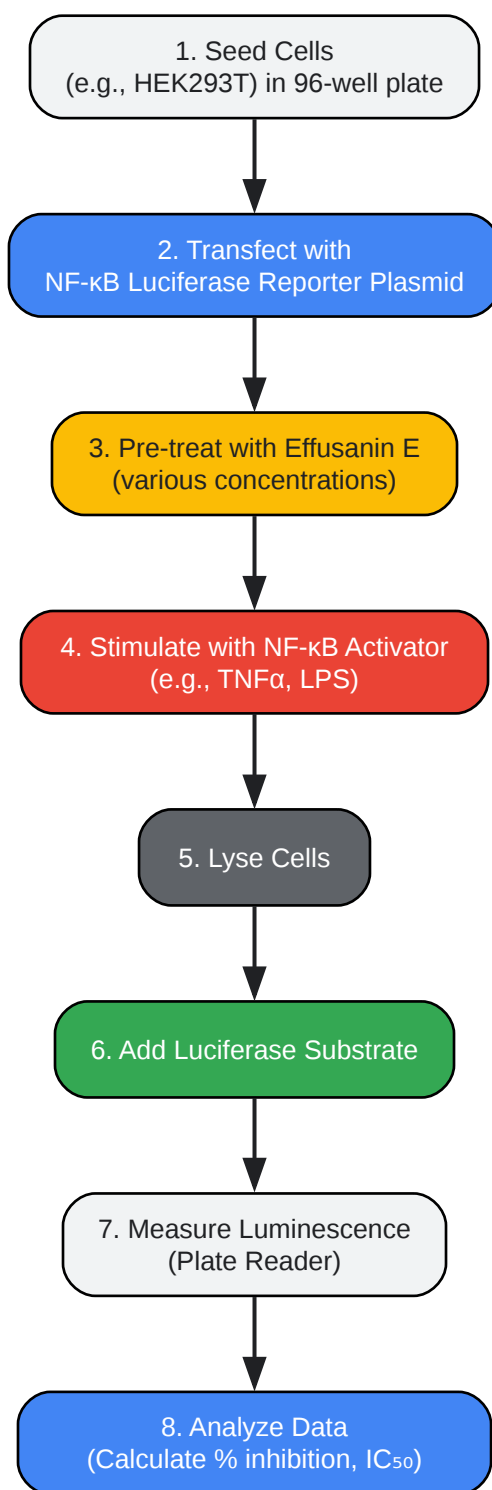 1. Seed Cells
(e.g., HEK293T) in 96-well plate
2. Transfect with
NF-κB Luciferase Reporter Plasmid
3. Pre-treat with Effusanin E
(various concentrations)
4. Stimulate with NF-κB Activator
(e.g., TNFα, LPS)
5. Lyse Cells
6. Add Luciferase Substrate
7. Measure Luminescence
(Plate Reader)
8. Analyze Data
(Calculate % inhibition, IC₅₀)